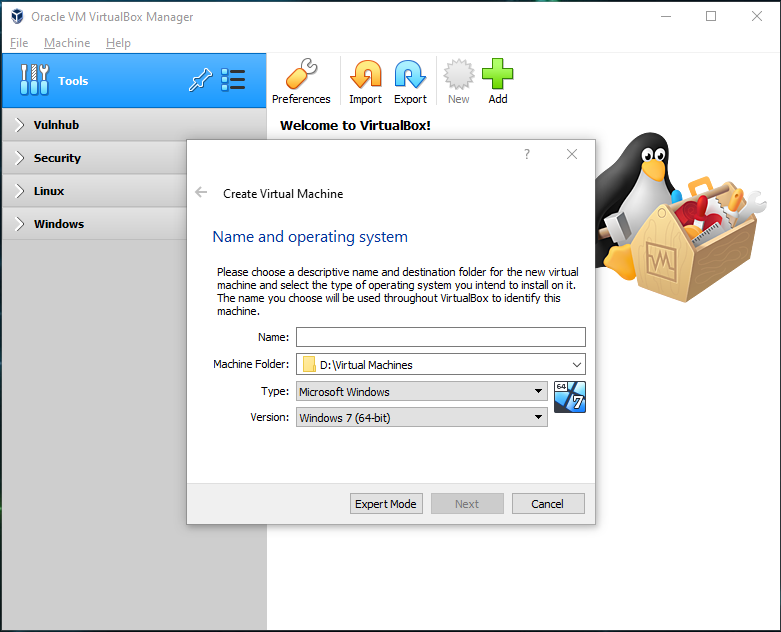 Oracle VM VirtualBox Manager
File Machine Help
Tools
Preferences Import Export New Add
Vulnhub
Security
Linux
Windows
Welcome to VirtualBox!
?
Create Virtual Machine
Name and operating system
Please choose a descriptive name and destination folder for the new virtual
machine and select the type of operating system you intend to install on it.
The name you choose will be used throughout VirtualBox to identify this
machine.
Name:
Machine Folder: D:\Virtual Machines
Type: Microsoft Windows
Version: Windows 7 (64-bit)
64
7
Expert Mode Next Cancel